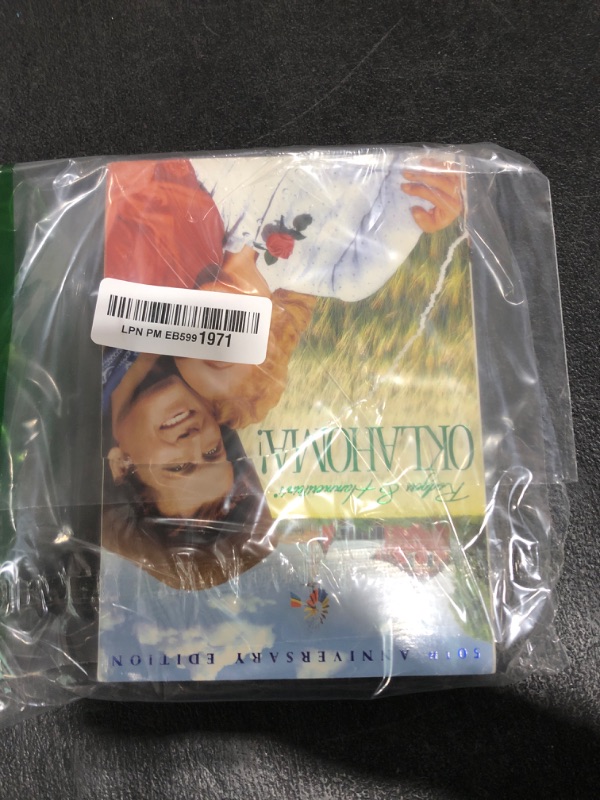 LPN PM EB5991971
50TH ANNIVERSARY EDITION
Rodgers & Hammerstein's
OKLAHOMA!